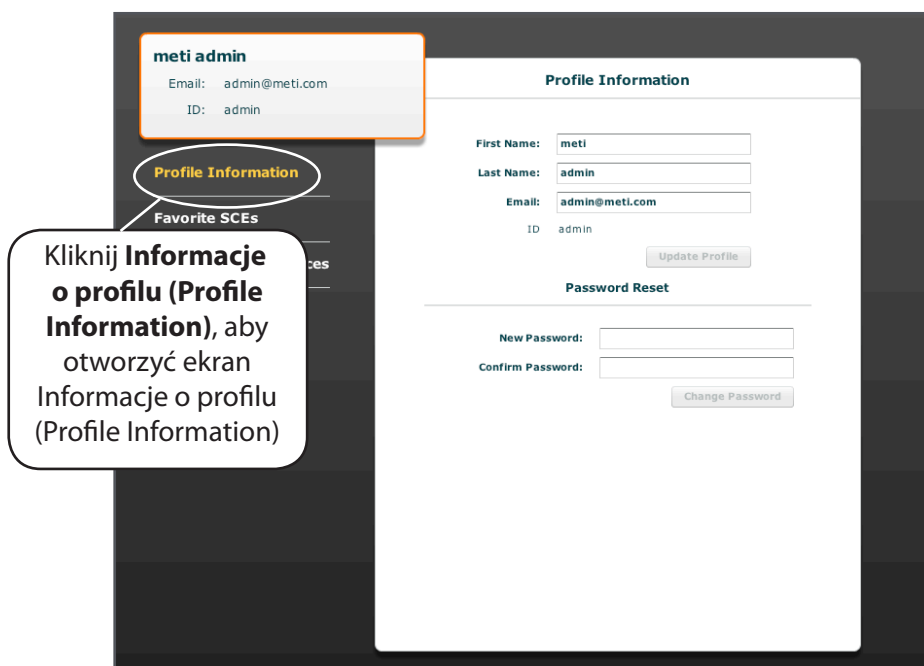 meti admin
Email: admin@meti.com
ID: admin
Profile Information
Favorite SCEs
ces
Kliknij Informacje
o profilu (Profile
Information), aby
otworzyć ekran
Informacje o profilu
(Profile Information)
Profile Information
First Name: meti
Last Name: admin
Email: admin@meti.com
ID admin
Update Profile
Password Reset
New Password:
Confirm Password:
Change Password